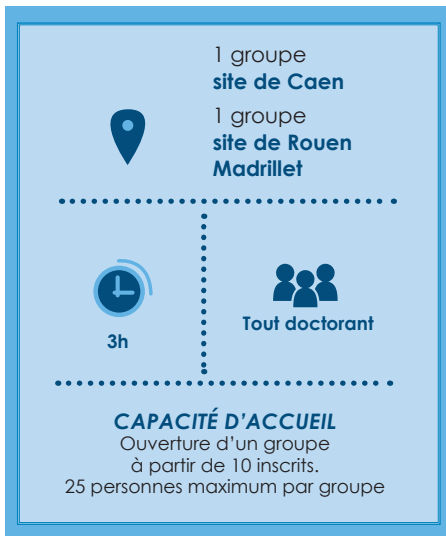 1 groupe
site de Caen
1 groupe
site de Rouen
Madrillet
3h
Tout doctorant
CAPACITÉ D’ACCUEIL
Ouverture d’un groupe
à partir de 10 inscrits.
25 personnes maximum par groupe